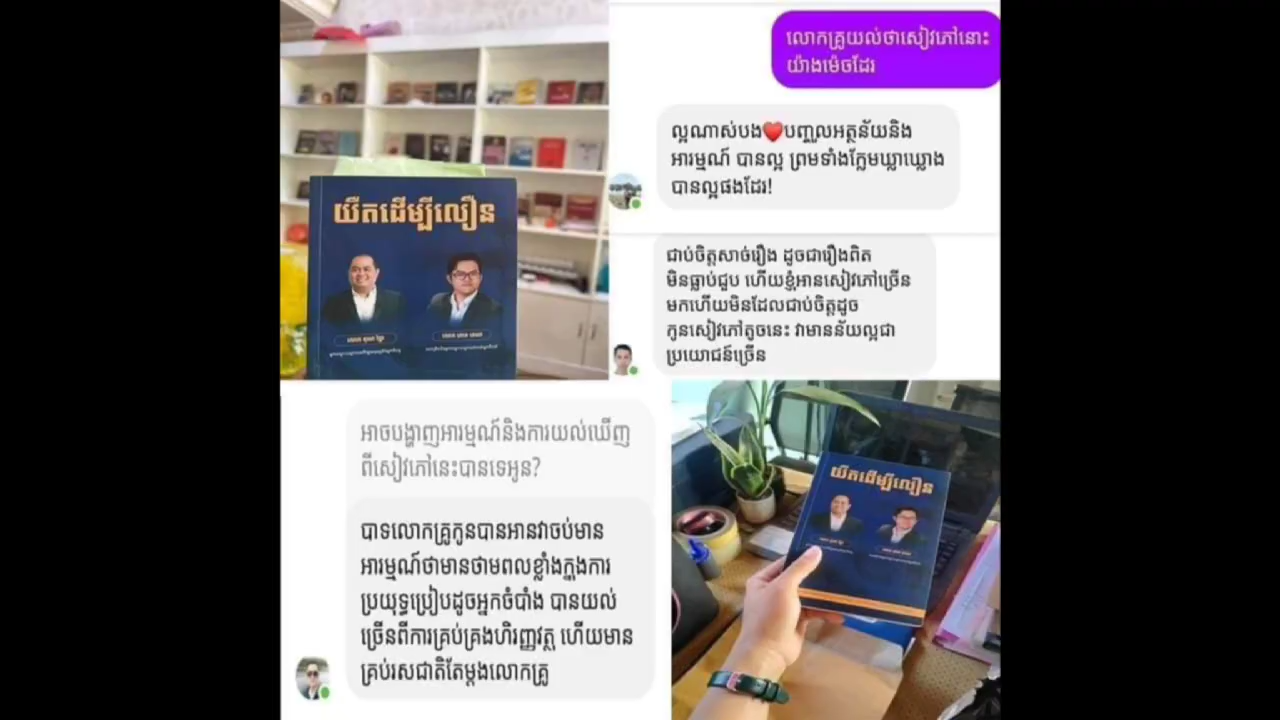 យឺតដើម្បីលឿន
លោកគ្រូយល់ថាសៀវភៅនោះ
យ៉ាងម៉េចដែរ
ល្អណាស់បង❤️បញ្ចូលអត្ថន័យនិង
អារម្មណ៍ បានល្អ ព្រមទាំងក្លែមឃ្លាឃ្លោង
បានល្អផងដែរ!
ជាប់ចិត្តសាច់រឿង ដូចជារឿងពិត
មិនធ្លាប់ជួប ហើយខ្ញុំអានសៀវភៅច្រើន
មកហើយមិនដែលជាប់ចិត្តដូច
កូនសៀវភៅតូចនេះ វាមានន័យល្អជា
ប្រយោជន៍ច្រើន
អាចបង្ហាញអារម្មណ៍និងការយល់ឃើញ
ពីសៀវភៅនេះបានទេអូន?
បាទលោកគ្រូកូនបានអានវាចប់មាន
អារម្មណ៍ថាមានថាមពលខ្លាំងក្នុងការ
ប្រយុទ្ធប្រៀបដូចអ្នកចំបាំង បានយល់
ច្រើនពីការគ្រប់គ្រងហិរញ្ញវត្ថុ ហើយមាន
គ្រប់រសជាតិតែម្តងលោកគ្រូ
យឺតដើម្បីលឿន